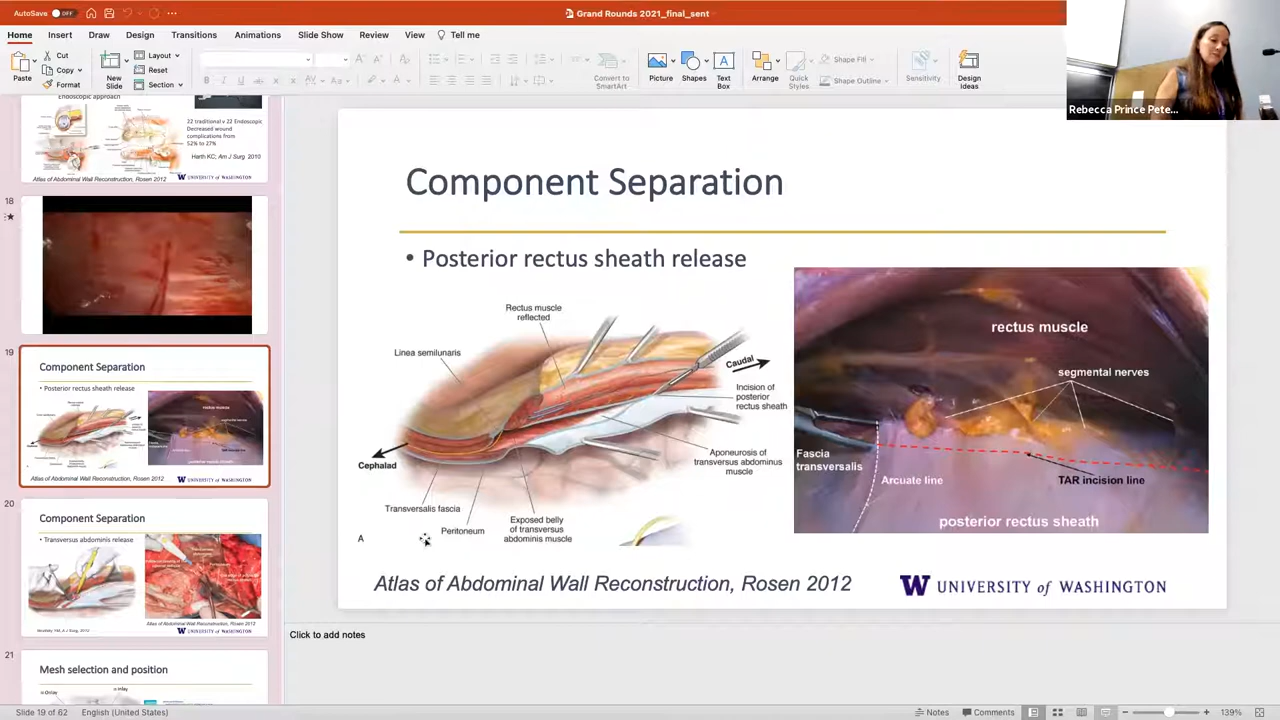 AutoSave OFF
Grand Rounds 2021_final_sent
Home Insert Draw Design Transitions Animations Slide Show Review View Tell me
Paste
Cut
Copy
Format
New Slide
Layout
Reset
Section
Convert to SmartArt
Picture
Shapes
Text Box
Arrange
Quick Styles
Shape Fill
Shape Outline
Sensitivity
Design Ideas
Rebecca Prince Pete...
Endoscopic approach
22 traditional v 22 Endoscopic
Decreased wound
complications from
52% to 27%
Harth KC; Am J Surg 2010
Atlas of Abdominal Wall Reconstruction, Rosen 2012
UNIVERSITY of WASHINGTON
18
19
Component Separation
• Posterior rectus sheath release
Atlas of Abdominal Wall Reconstruction, Rosen 2012
UNIVERSITY of WASHINGTON
20
Component Separation
• Transversus abdominis release
Atlas of Abdominal Wall Reconstruction, Rosen 2012
UNIVERSITY of WASHINGTON
21
Mesh selection and position
Component Separation
• Posterior rectus sheath release
Rectus muscle
reflected
Linea semilunaris
Caudal
Incision of
posterior
rectus sheath
Cephalad
Aponeurosis of
transversus abdominus
muscle
Transversalis fascia
Peritoneum
Exposed belly
of transversus
abdominis muscle
A
rectus muscle
segmental nerves
Fascia
transversalis
Arcuate line
TAR incision line
posterior rectus sheath
Atlas of Abdominal Wall Reconstruction, Rosen 2012
W UNIVERSITY of WASHINGTON
Click to add notes
Slide 19 of 62 English (United States) Notes Comments 139%